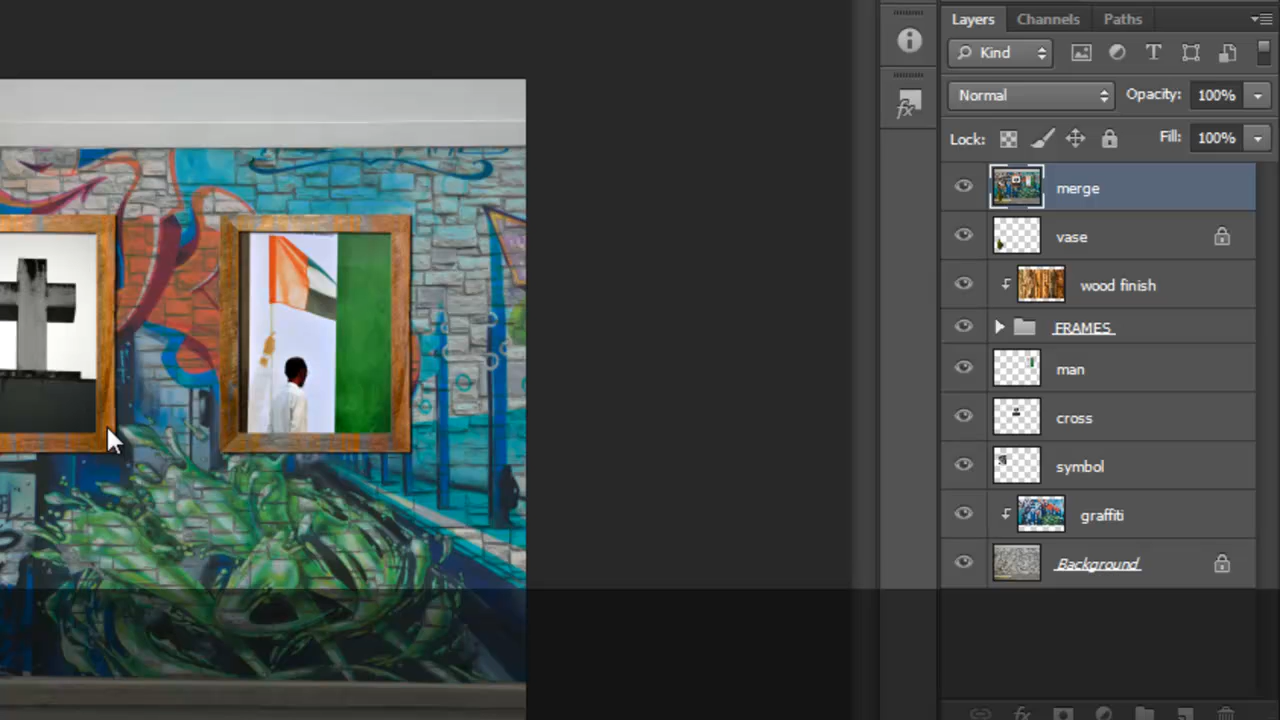 Layers Channels Paths
Kind
Normal Opacity: 100%
Lock: Fill: 100%
merge
vase
wood finish
FRAMES
man
cross
symbol
graffiti
Background